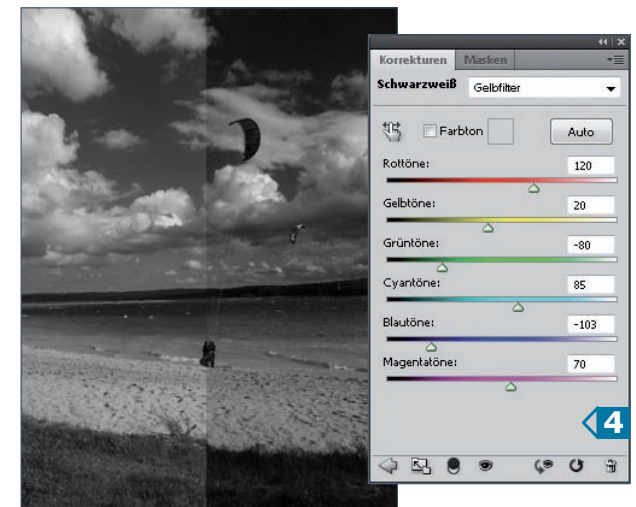 Korrekturen Masken
Schwarzweiß Gelbfilter
Farbton Auto
Rottöne: 120
Gelbtöne: 20
Grüntöne: -80
Cyantöne: 85
Blautöne: -103
Magentatöne: 70
4